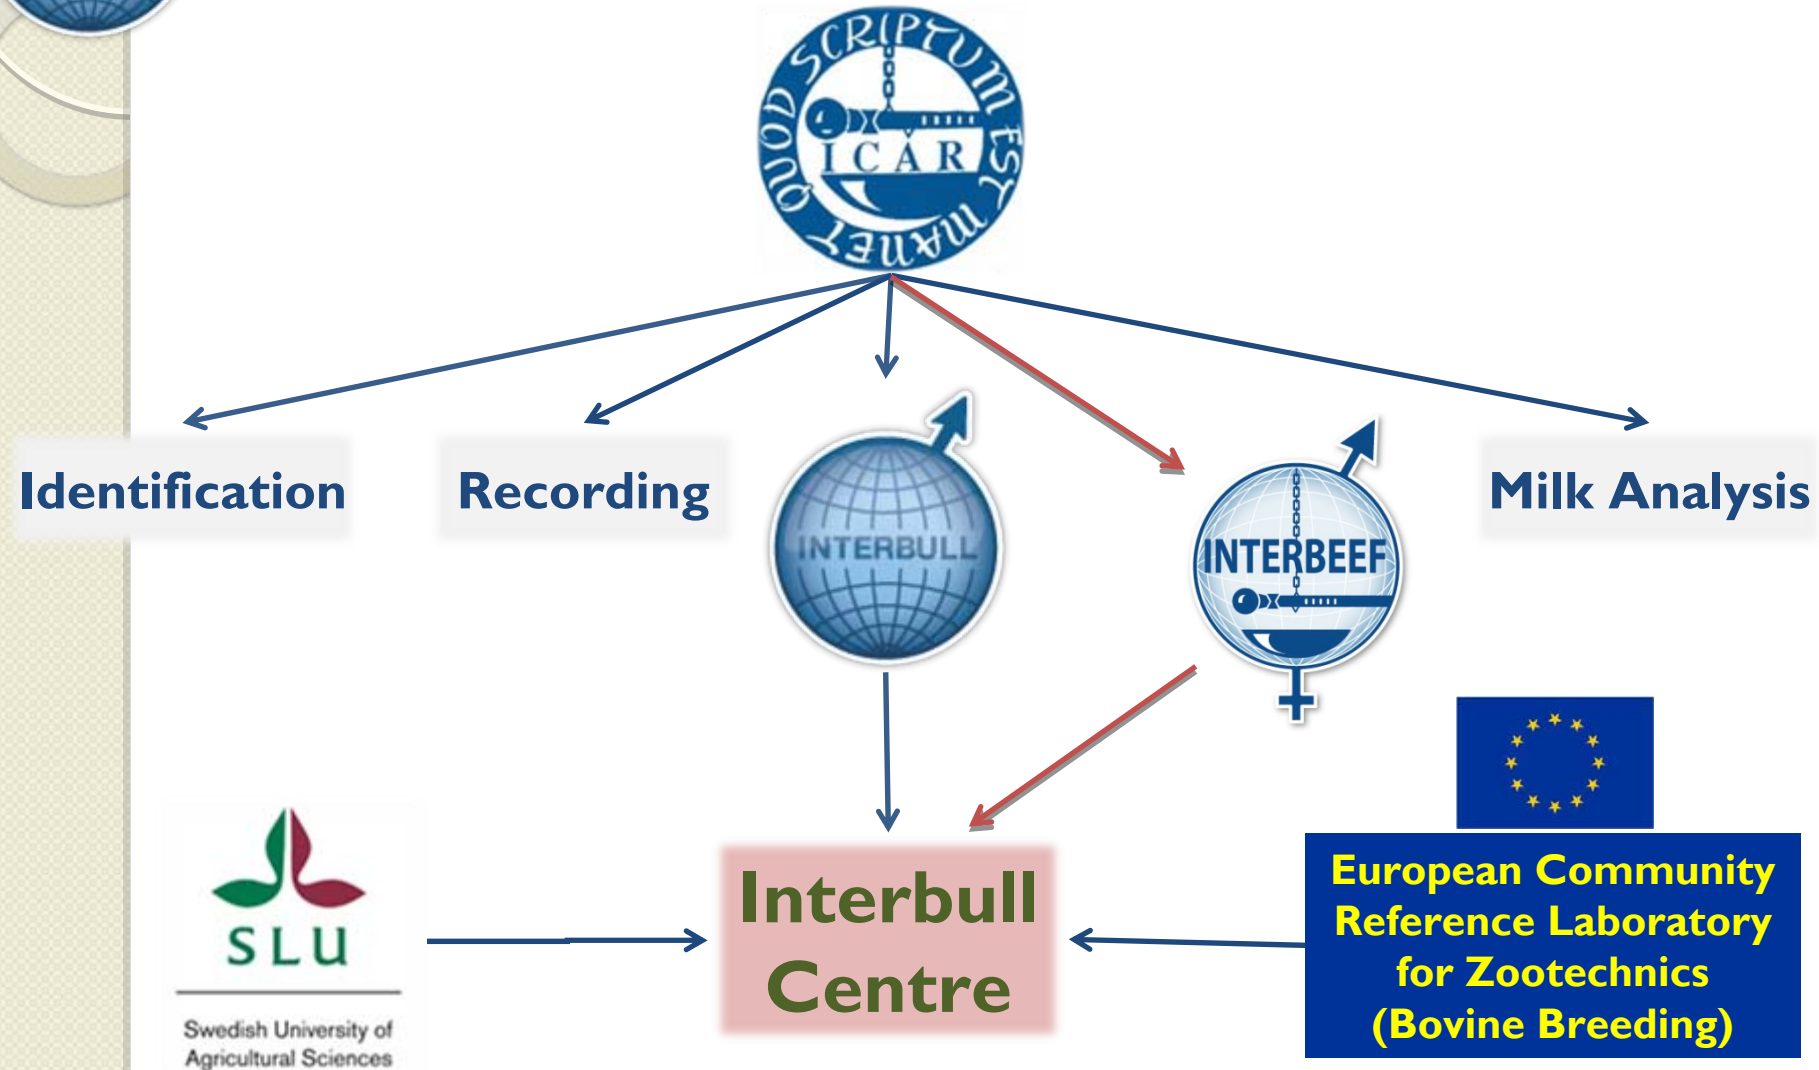 QUOD SCRIPTUM EST MANET
ICAR
Identification
Recording
INTERBULL
INTERBEEF
Milk Analysis
SLU
Swedish University of
Agricultural Sciences
Interbull
Centre
European Community
Reference Laboratory
for Zootechnics
(Bovine Breeding)